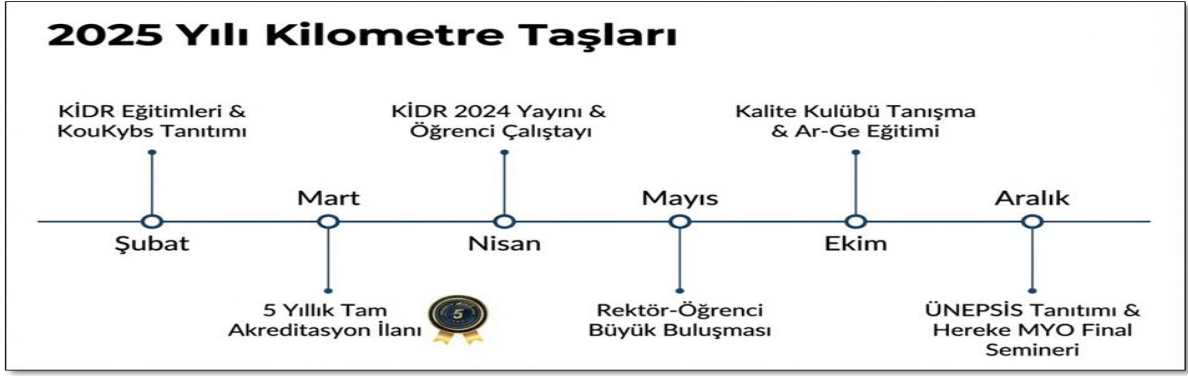 2025 Yılı Kilometre Taşları
KİDR Eğitimleri &
KouKybs Tanıtımı
Şubat
Mart
5 Yıllık Tam
Akreditasyon İlanı
5
KİDR 2024 Yayını &
Öğrenci Çalıştayı
Nisan
Mayıs
Rektör-Öğrenci
Büyük Buluşması
Kalite Kulübü Tanışma
& Ar-Ge Eğitimi
Ekim
Aralık
ÜNEPSİS Tanıtımı &
Hereke MYO Final
Semineri